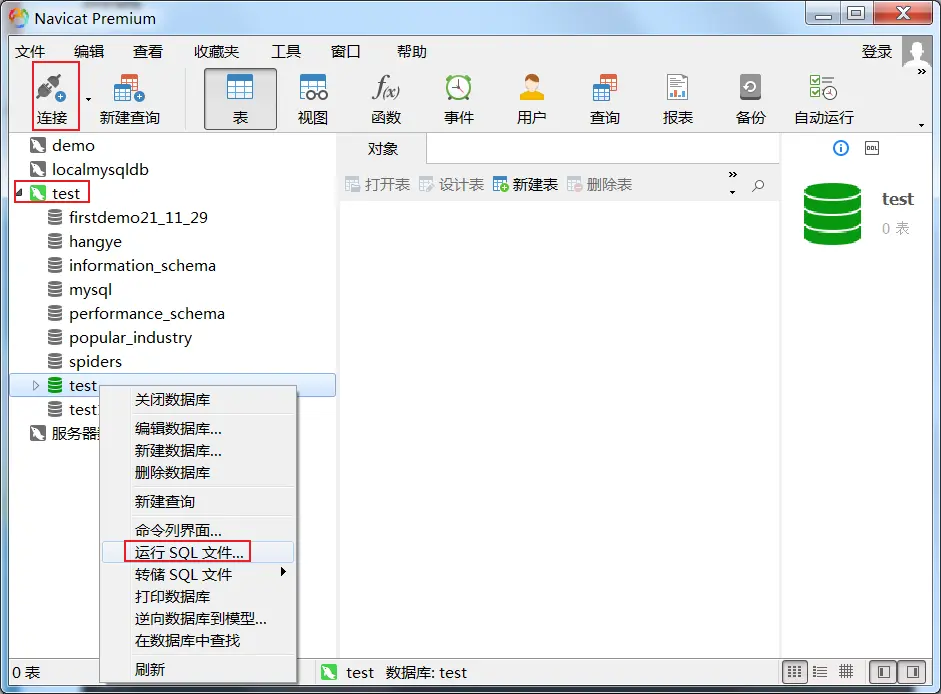 Navicat Premium
文件 编辑 查看 收藏夹 工具 窗口 帮助 登录
连接 新建查询 表 视图 函数 事件 用户 查询 报表 备份 自动运行
f(x)
demo
localmysqldb
test
firstdemo21_11_29
hangye
information_schema
mysql
performance_schema
popular_industry
spiders
test
test
服务器
关闭数据库
编辑数据库...
新建数据库...
删除数据库
新建查询
命令列界面...
运行 SQL 文件...
转储 SQL 文件
打印数据库
逆向数据库到模型...
在数据库中查找
刷新
对象
打开表 设计表 新建表 删除表
DDL
test
0 表
0 表 test 数据库: test